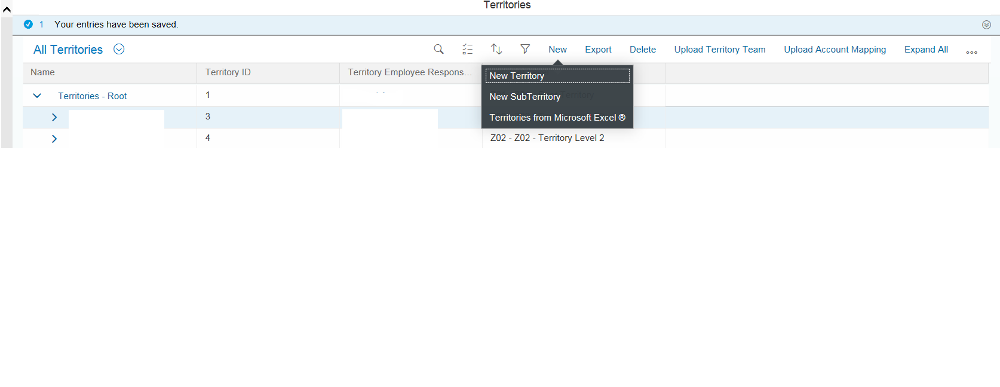 Territories
1 Your entries have been saved.
All Territories New Export Delete Upload Territory Team Upload Account Mapping Expand All ...
Name Territory ID Territory Employee Respons...
New Territory
Territories - Root 1
New SubTerritory
3
Territories from Microsoft Excel ®
4 Z02 - Z02 - Territory Level 2